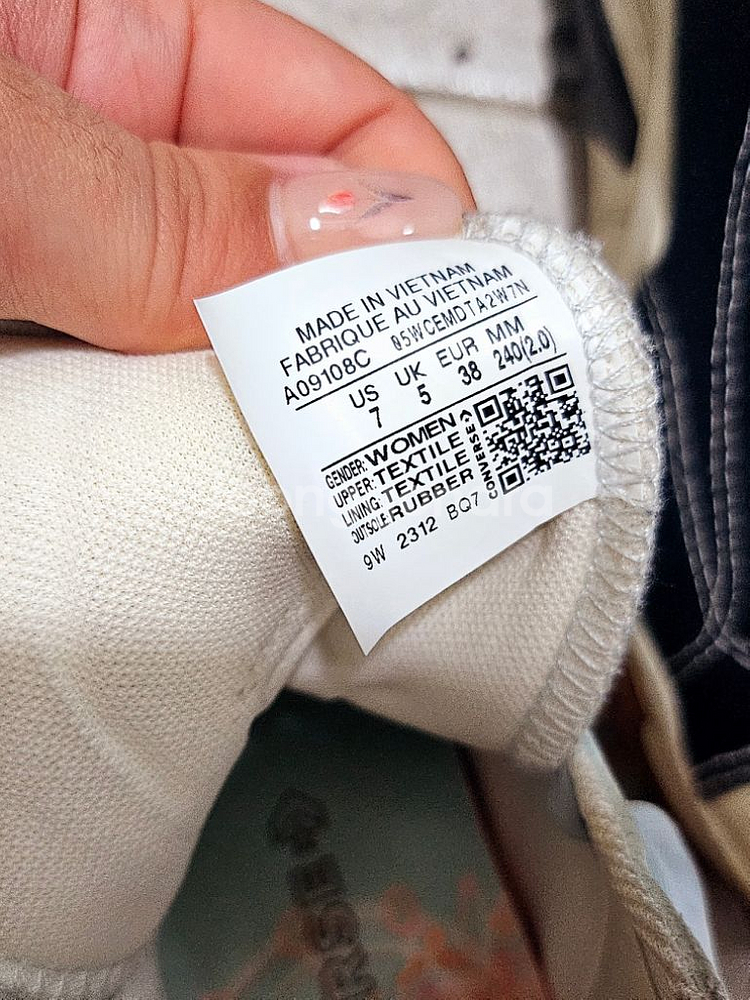 MADE IN VIETNAM
FABRIQUE AU VIETNAM
A09108C 05WCEMDTA2W7N
US UK EUR MM
7 5 38 240(2.0)
GENDER: WOMEN
UPPER: TEXTILE
LINING: TEXTILE
OUTSOLE: RUBBER
CONVERSE
9W 2312 BQ7